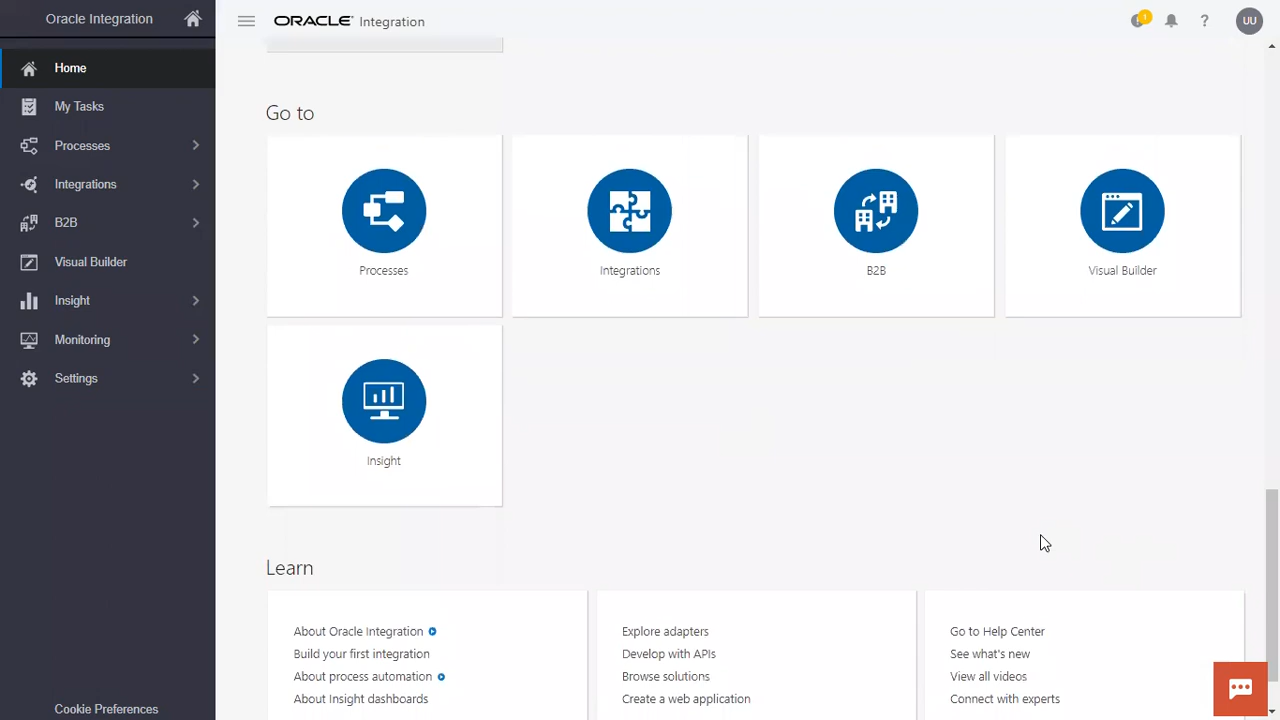 Oracle Integration
ORACLE Integration
1
UU
Home
My Tasks
Processes
Integrations
B2B
Visual Builder
Insight
Monitoring
Settings
Cookie Preferences
Go to
Processes
Integrations
B2B
Visual Builder
Insight
Learn
About Oracle Integration
Build your first integration
About process automation
About Insight dashboards
Explore adapters
Develop with APIs
Browse solutions
Create a web application
Go to Help Center
See what's new
View all videos
Connect with experts